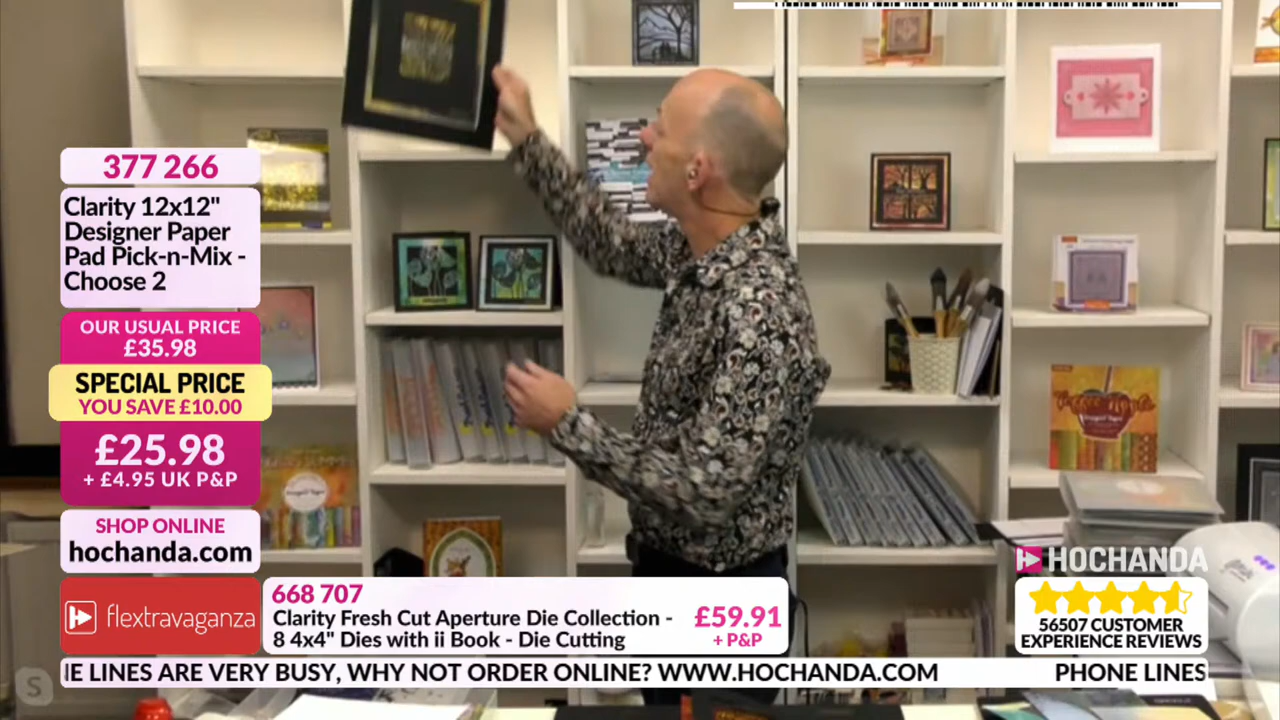 377 266
Clarity 12x12"
Designer Paper
Pad Pick-n-Mix -
Choose 2
OUR USUAL PRICE
£35.98
SPECIAL PRICE
YOU SAVE £10.00
£25.98
+ £4.95 UK P&P
SHOP ONLINE
hochanda.com
flextravaganza
668 707
Clarity Fresh Cut Aperture Die Collection -
8 4x4" Dies with ii Book - Die Cutting
£59.91
+ P&P
HOCHANDA
56507 CUSTOMER
EXPERIENCE REVIEWS
IE LINES ARE VERY BUSY, WHY NOT ORDER ONLINE? WWW.HOCHANDA.COM PHONE LINES
S